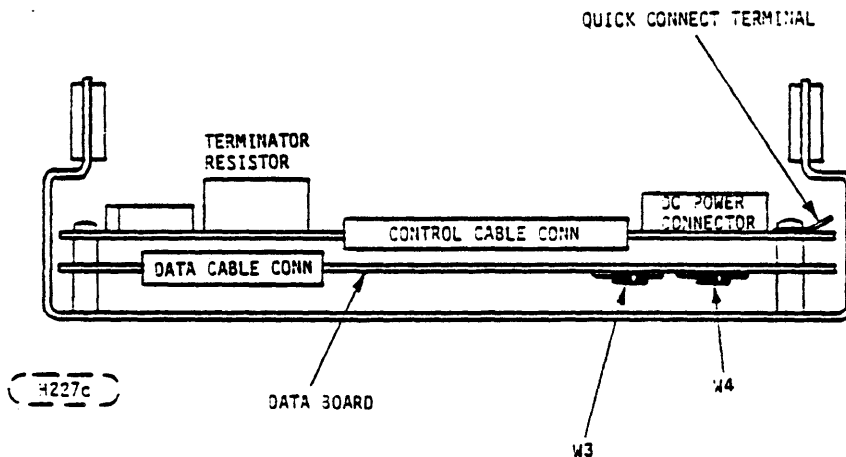 QUICK CONNECT TERMINAL
TERMINATOR
RESISTOR
DC POWER
CONNECTOR
CONTROL CABLE CONN
DATA CABLE CONN
H227c
DATA BOARD
W4
W3